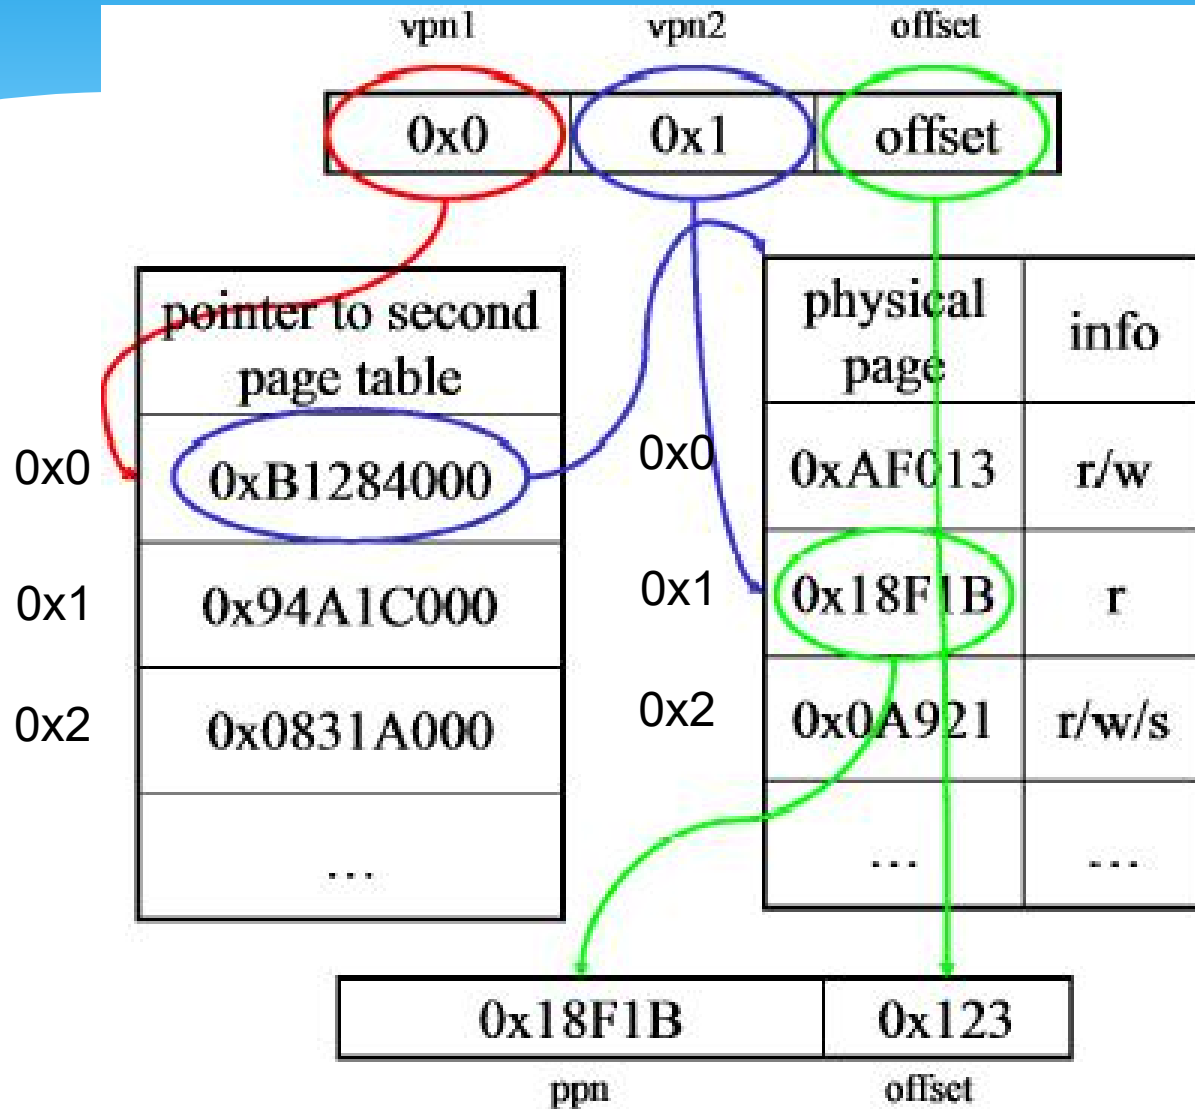 vpn1 vpn2 offset
0x0 0x1 offset
pointer to second
page table
physical
page
info
0x0 0xB1284000 0x0 0xAF013 r/w
0x1 0x94A1C000 0x1 0x18F1B r
0x2 0x0831A000 0x2 0x0A921 r/w/s
... ... ...
0x18F1B 0x123
ppn offset